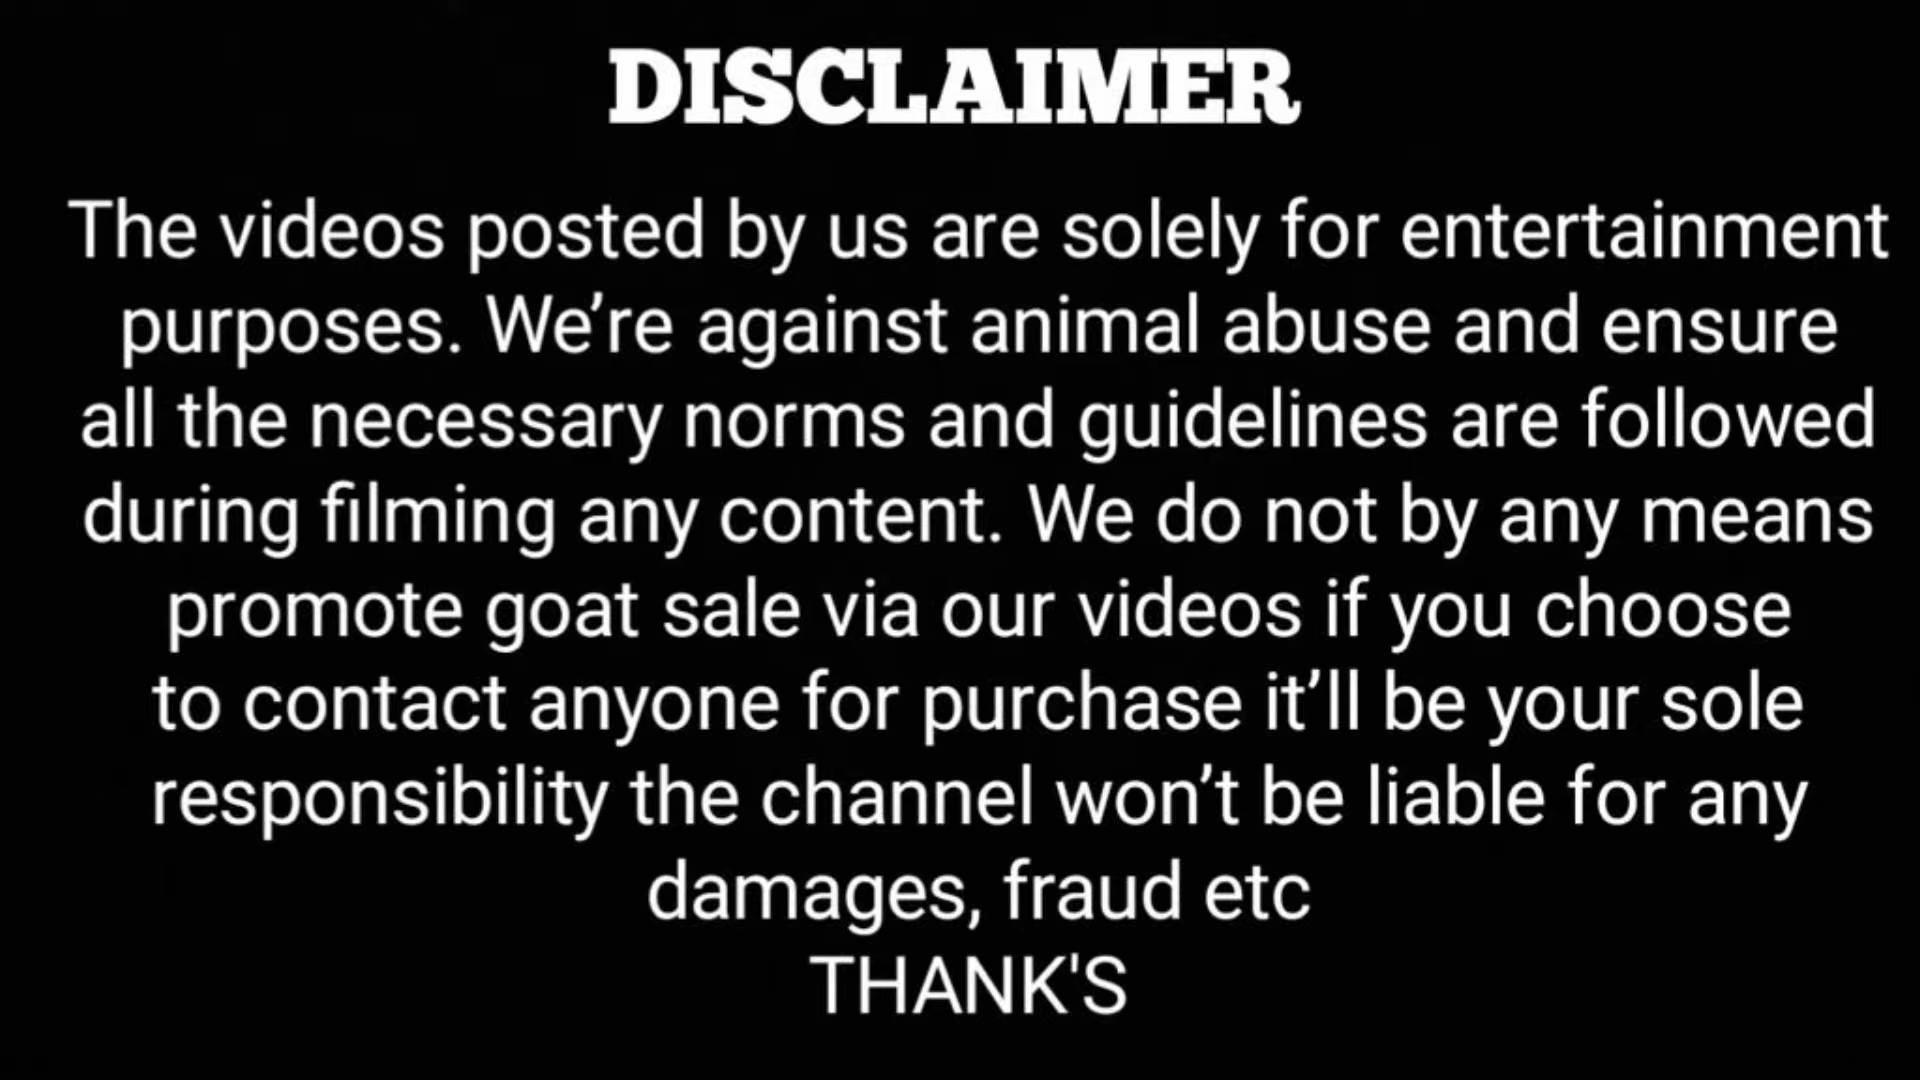 DISCLAIMER
The videos posted by us are solely for entertainment
purposes. We’re against animal abuse and ensure
all the necessary norms and guidelines are followed
during filming any content. We do not by any means
promote goat sale via our videos if you choose
to contact anyone for purchase it’ll be your sole
responsibility the channel won’t be liable for any
damages, fraud etc
THANK'S